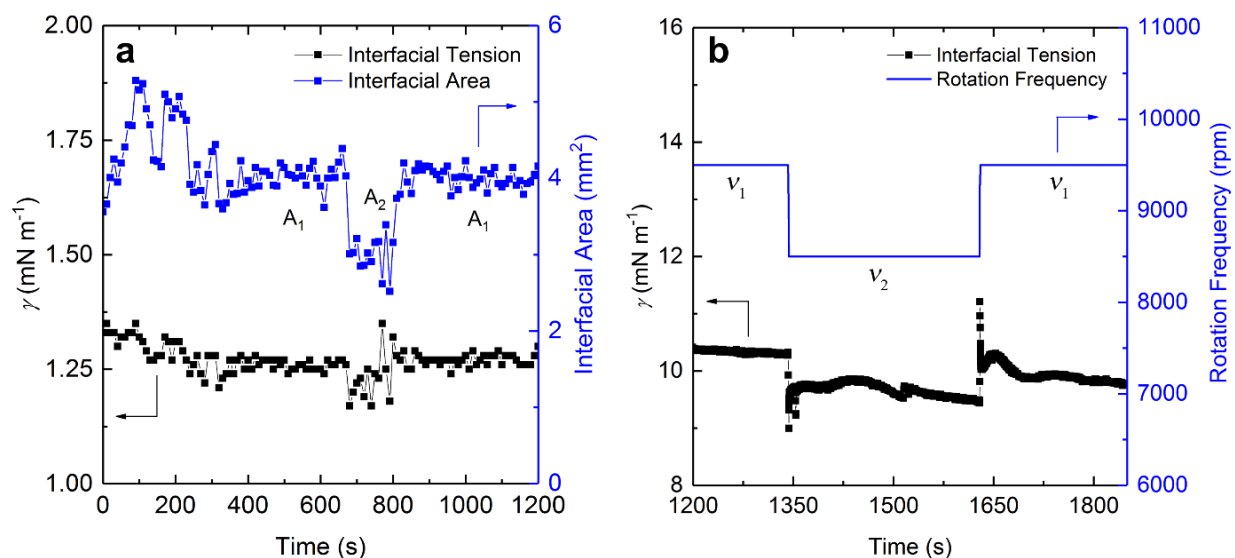 a
Interfacial Tension
Interfacial Area
γ (mN m⁻¹)
2.00
1.75
1.50
1.25
1.00
6
4
2
0
Interfacial Area (mm²)
A₁
A₂
A₁
0 200 400 600 800 1000 1200
Time (s)
b
Interfacial Tension
Rotation Frequency
γ (mN m⁻¹)
16
14
12
10
8
11000
10000
9000
8000
7000
6000
Rotation Frequency (rpm)
ν₁
ν₂
ν₁
1200 1350 1500 1650 1800
Time (s)